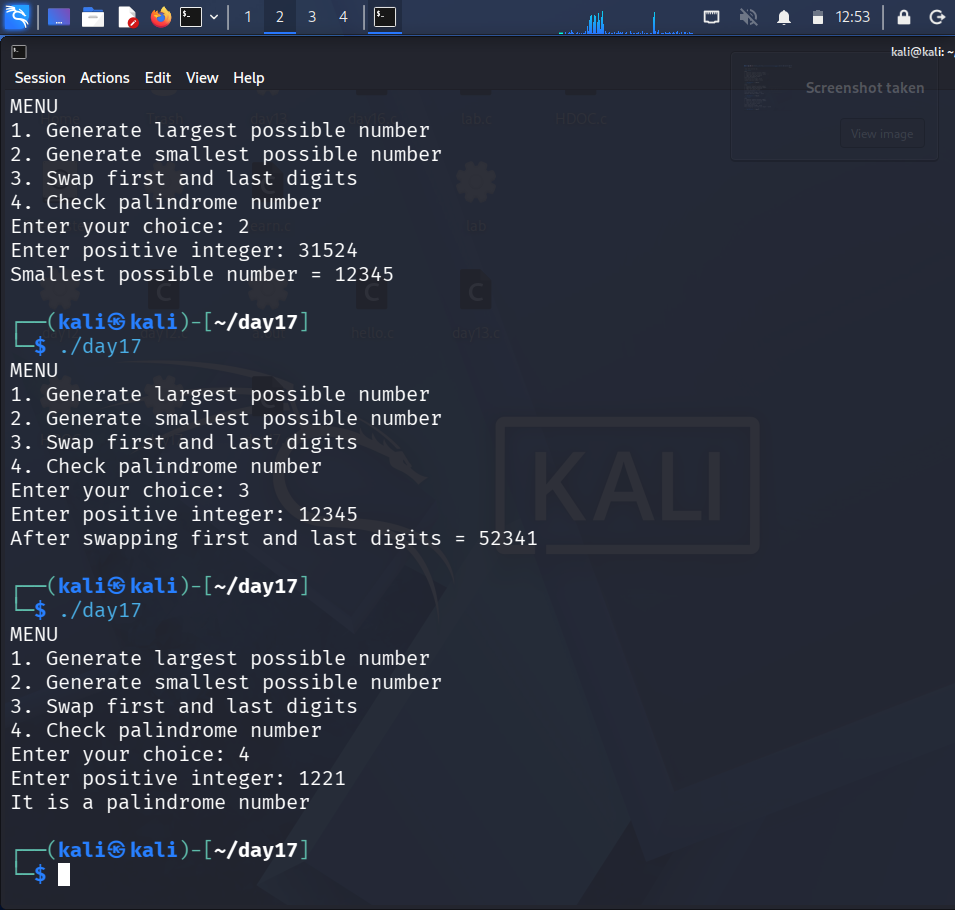 1 2 3 4 12:53
kali@kali: ~/
Session Actions Edit View Help
Screenshot taken
View image
MENU
1. Generate largest possible number
2. Generate smallest possible number
3. Swap first and last digits
4. Check palindrome number
Enter your choice: 2
Enter positive integer: 31524
Smallest possible number = 12345
┌──(kali㉿kali)-[~/day17]
└─$ ./day17
MENU
1. Generate largest possible number
2. Generate smallest possible number
3. Swap first and last digits
4. Check palindrome number
Enter your choice: 3
Enter positive integer: 12345
After swapping first and last digits = 52341
┌──(kali㉿kali)-[~/day17]
└─$ ./day17
MENU
1. Generate largest possible number
2. Generate smallest possible number
3. Swap first and last digits
4. Check palindrome number
Enter your choice: 4
Enter positive integer: 1221
It is a palindrome number
┌──(kali㉿kali)-[~/day17]
└─$
KALI
lab.c
HDOC.c
lab
hello.c
day13.c